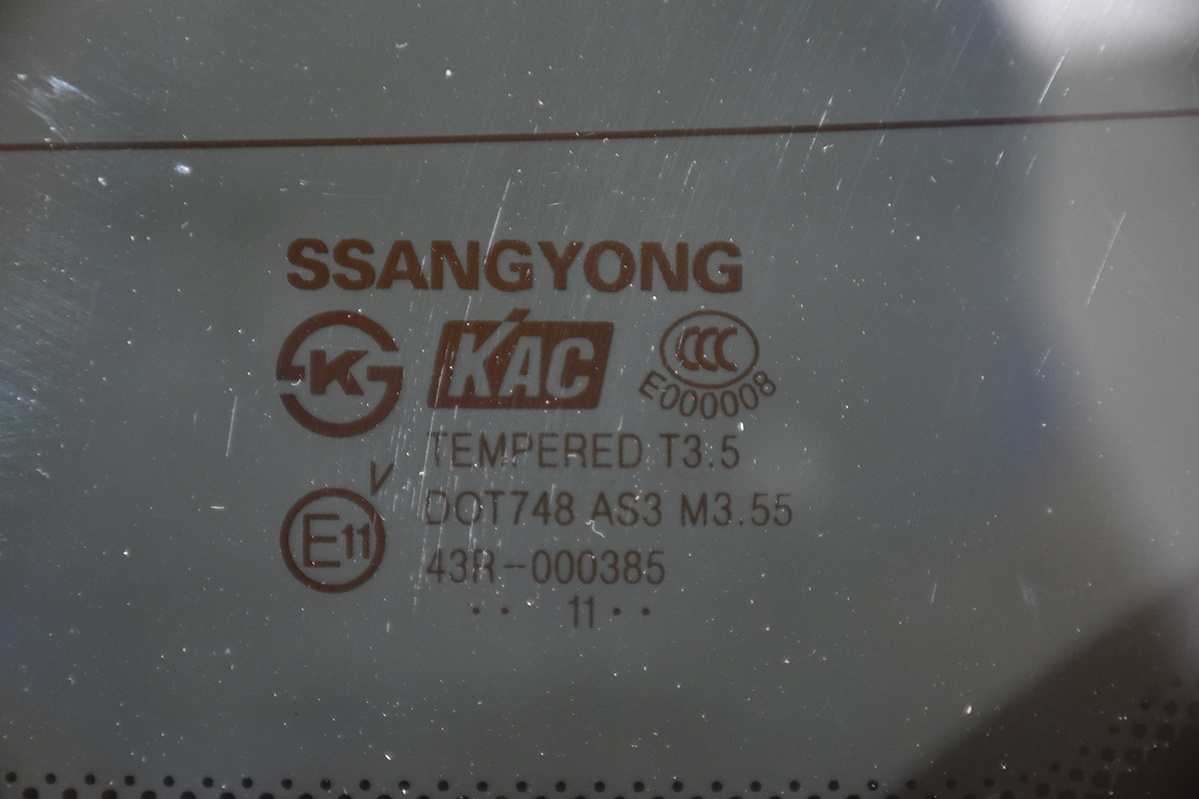 SSANGYONG
K KAC CCC
E000008
TEMPERED T3.5
V
DOT748 AS3 M3.55
E11
43R-000385
·· 11 ··